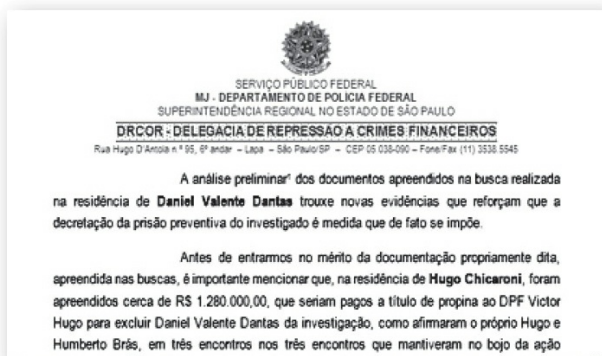 SERVIÇO PÚBLICO FEDERAL
MJ - DEPARTAMENTO DE POLÍCIA FEDERAL
SUPERINTENDÊNCIA REGIONAL NO ESTADO DE SÃO PAULO
DRCOR - DELEGACIA DE REPRESSÃO A CRIMES FINANCEIROS
Rua Hugo D'Antola n.º 95, 6º andar – Lapa – São Paulo/SP – CEP 05.038-090 – Fone/Fax (11) 3538.5545
A análise preliminar¹ dos documentos apreendidos na busca realizada
na residência de Daniel Valente Dantas trouxe novas evidências que reforçam que a
decretação da prisão preventiva do investigado é medida que de fato se impõe.
Antes de entrarmos no mérito da documentação propriamente dita,
apreendida nas buscas, é importante mencionar que, na residência de Hugo Chicaroni, foram
apreendidos cerca de R$ 1.280.000,00, que seriam pagos a título de propina ao DPF Victor
Hugo para excluir Daniel Valente Dantas da investigação, como afirmaram o próprio Hugo e
Humberto Brás, em três encontros nos três encontros que mantiveram no bojo da ação